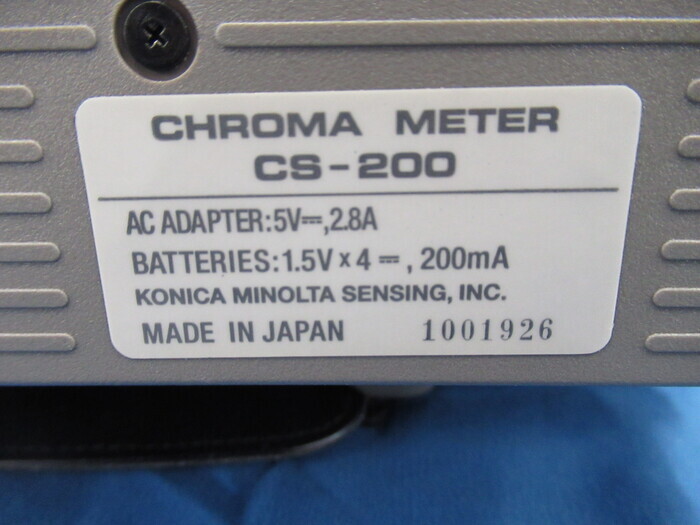 CHROMA METER
CS-200
AC ADAPTER:5V⎓,2.8A
BATTERIES:1.5V x 4 ⎓, 200mA
KONICA MINOLTA SENSING, INC.
MADE IN JAPAN 1001926